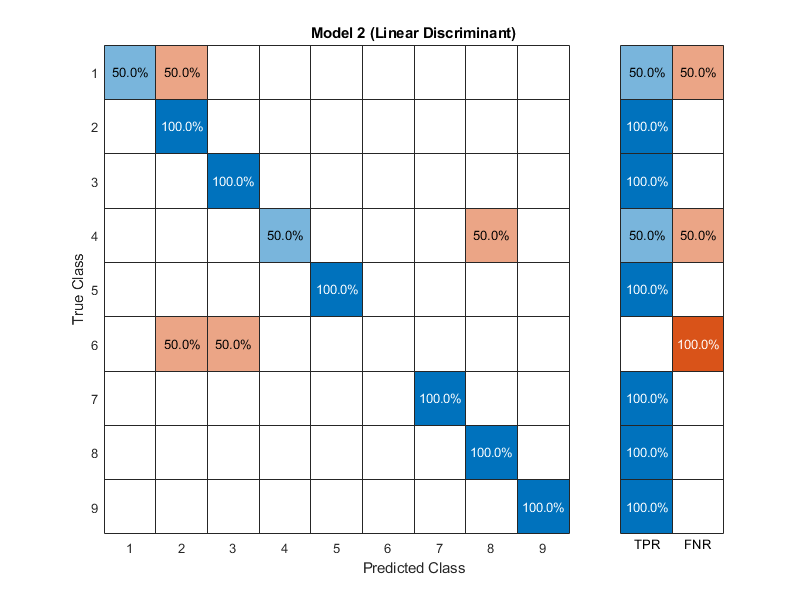 Model 2 (Linear Discriminant)
1 50.0% 50.0% 50.0% 50.0%
2 100.0% 100.0%
3 100.0% 100.0%
4 50.0% 50.0% 50.0% 50.0%
5 100.0% 100.0%
6 50.0% 50.0% 100.0%
7 100.0% 100.0%
8 100.0% 100.0%
9 100.0% 100.0%
True Class
1 2 3 4 5 6 7 8 9 TPR FNR
Predicted Class